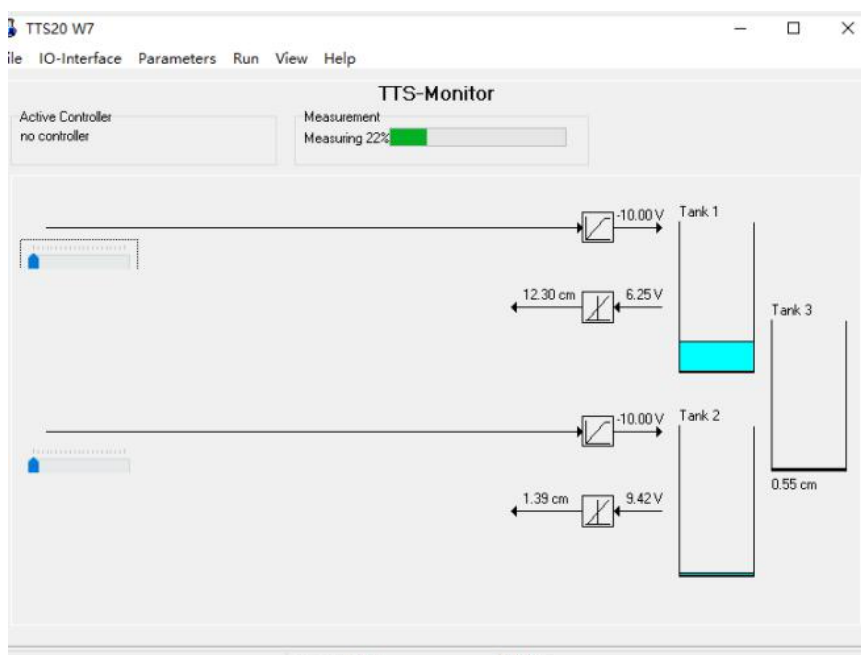 TTS20 W7
ile IO-Interface Parameters Run View Help
TTS-Monitor
Active Controller
no controller
Measurement
Measuring 22%
-10.00 V
Tank 1
12.30 cm
6.25 V
Tank 3
-10.00 V
Tank 2
0.55 cm
1.39 cm
9.42 V